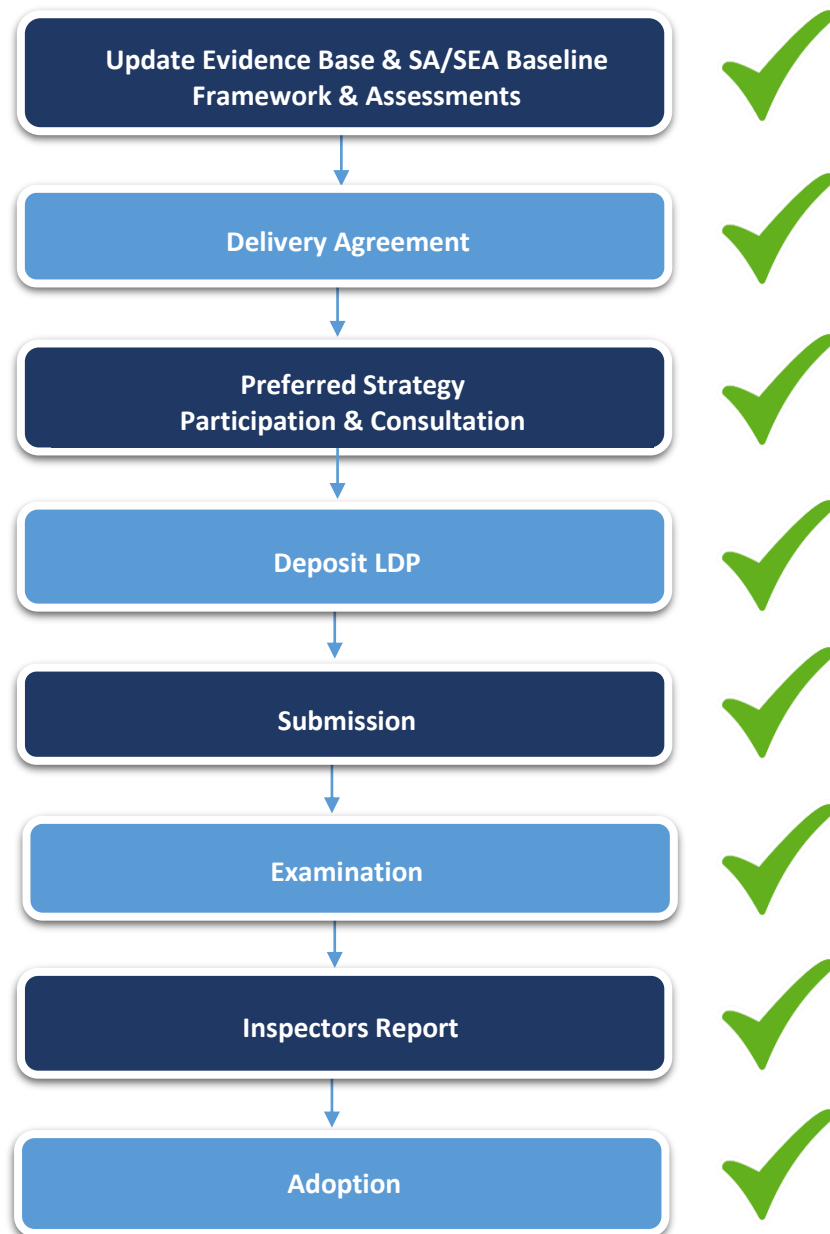 Update Evidence Base & SA/SEA Baseline
Framework & Assessments
Delivery Agreement
Preferred Strategy
Participation & Consultation
Deposit LDP
Submission
Examination
Inspectors Report
Adoption